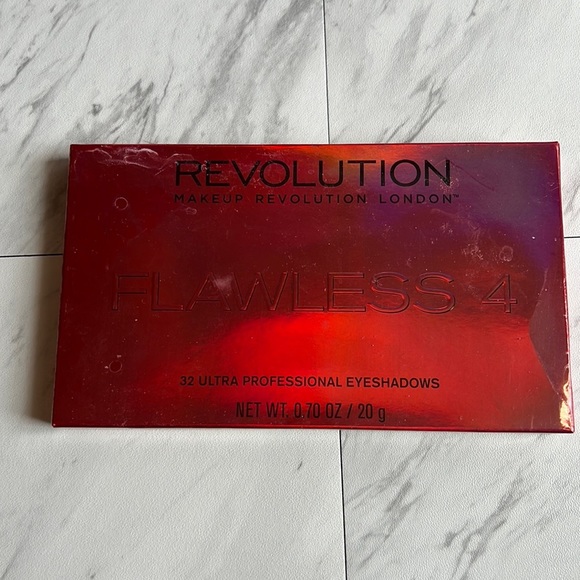 REVOLUTION
MAKEUP REVOLUTION LONDON™
FLAWLESS 4
32 ULTRA PROFESSIONAL EYESHADOWS
NET WT. 0.70 OZ / 20 g